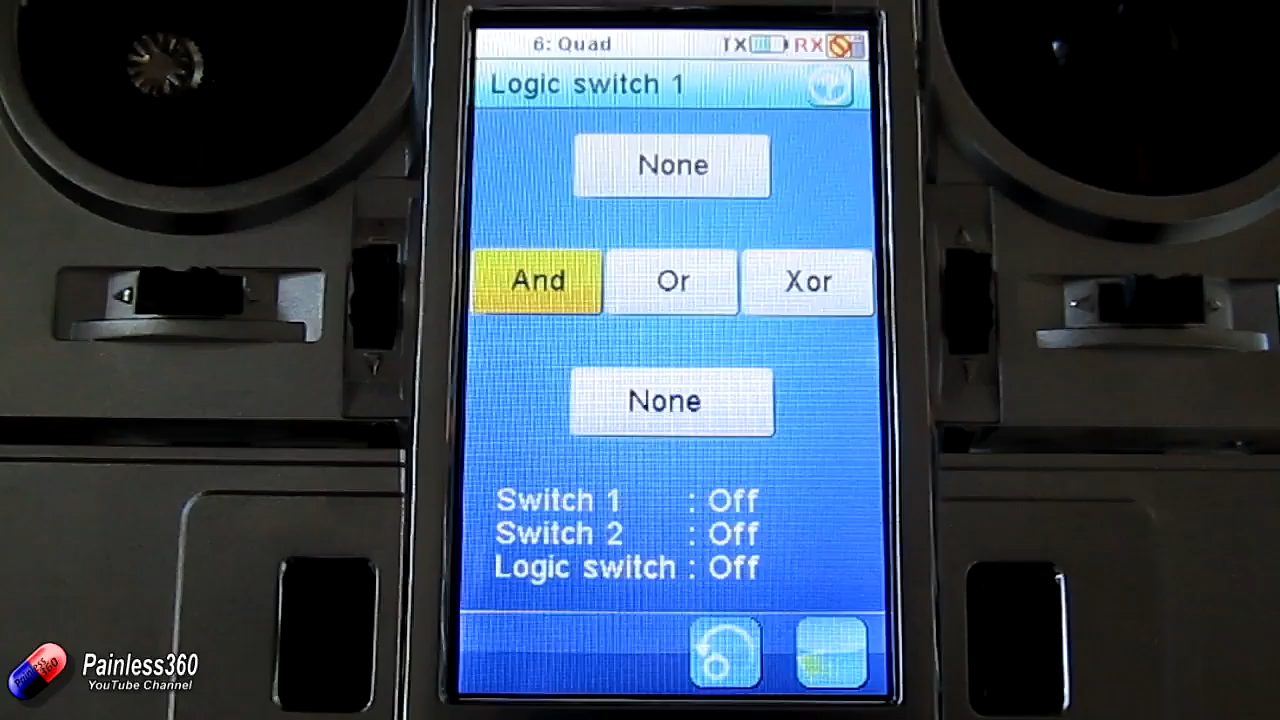 6: Quad TX RX
Logic switch 1
None
And Or Xor
None
Switch 1 : Off
Switch 2 : Off
Logic switch : Off
Painless360
Painless360
YouTube Channel